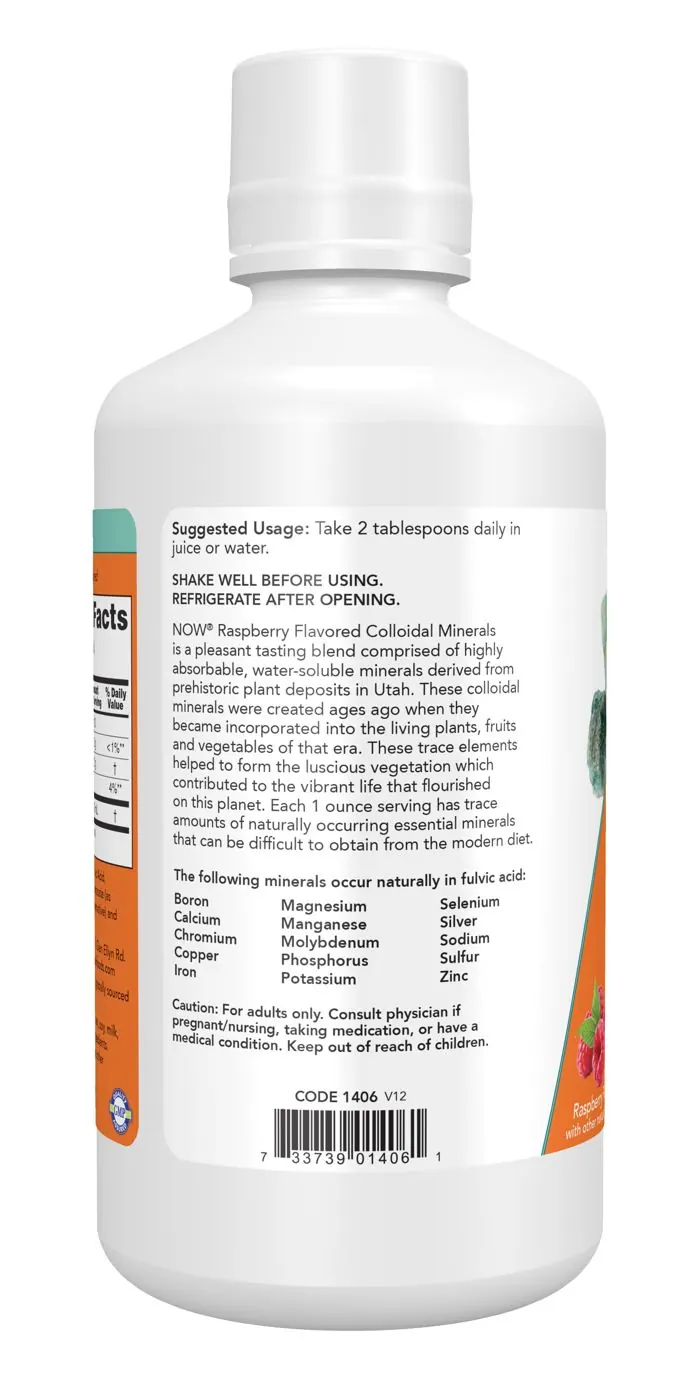 Facts
% Daily
Value
<1%**
†
4%**
†
Glen Ellyn Rd.
GMP
Suggested Usage: Take 2 tablespoons daily in
juice or water.
SHAKE WELL BEFORE USING.
REFRIGERATE AFTER OPENING.
NOW® Raspberry Flavored Colloidal Minerals
is a pleasant tasting blend comprised of highly
absorbable, water-soluble minerals derived from
prehistoric plant deposits in Utah. These colloidal
minerals were created ages ago when they
became incorporated into the living plants, fruits
and vegetables of that era. These trace elements
helped to form the luscious vegetation which
contributed to the vibrant life that flourished
on this planet. Each 1 ounce serving has trace
amounts of naturally occurring essential minerals
that can be difficult to obtain from the modern diet.
The following minerals occur naturally in fulvic acid:
Boron Magnesium Selenium
Calcium Manganese Silver
Chromium Molybdenum Sodium
Copper Phosphorus Sulfur
Iron Potassium Zinc
Caution: For adults only. Consult physician if
pregnant/nursing, taking medication, or have a
medical condition. Keep out of reach of children.
CODE 1406 V12
7 33739 01406 1
Raspberry
with other